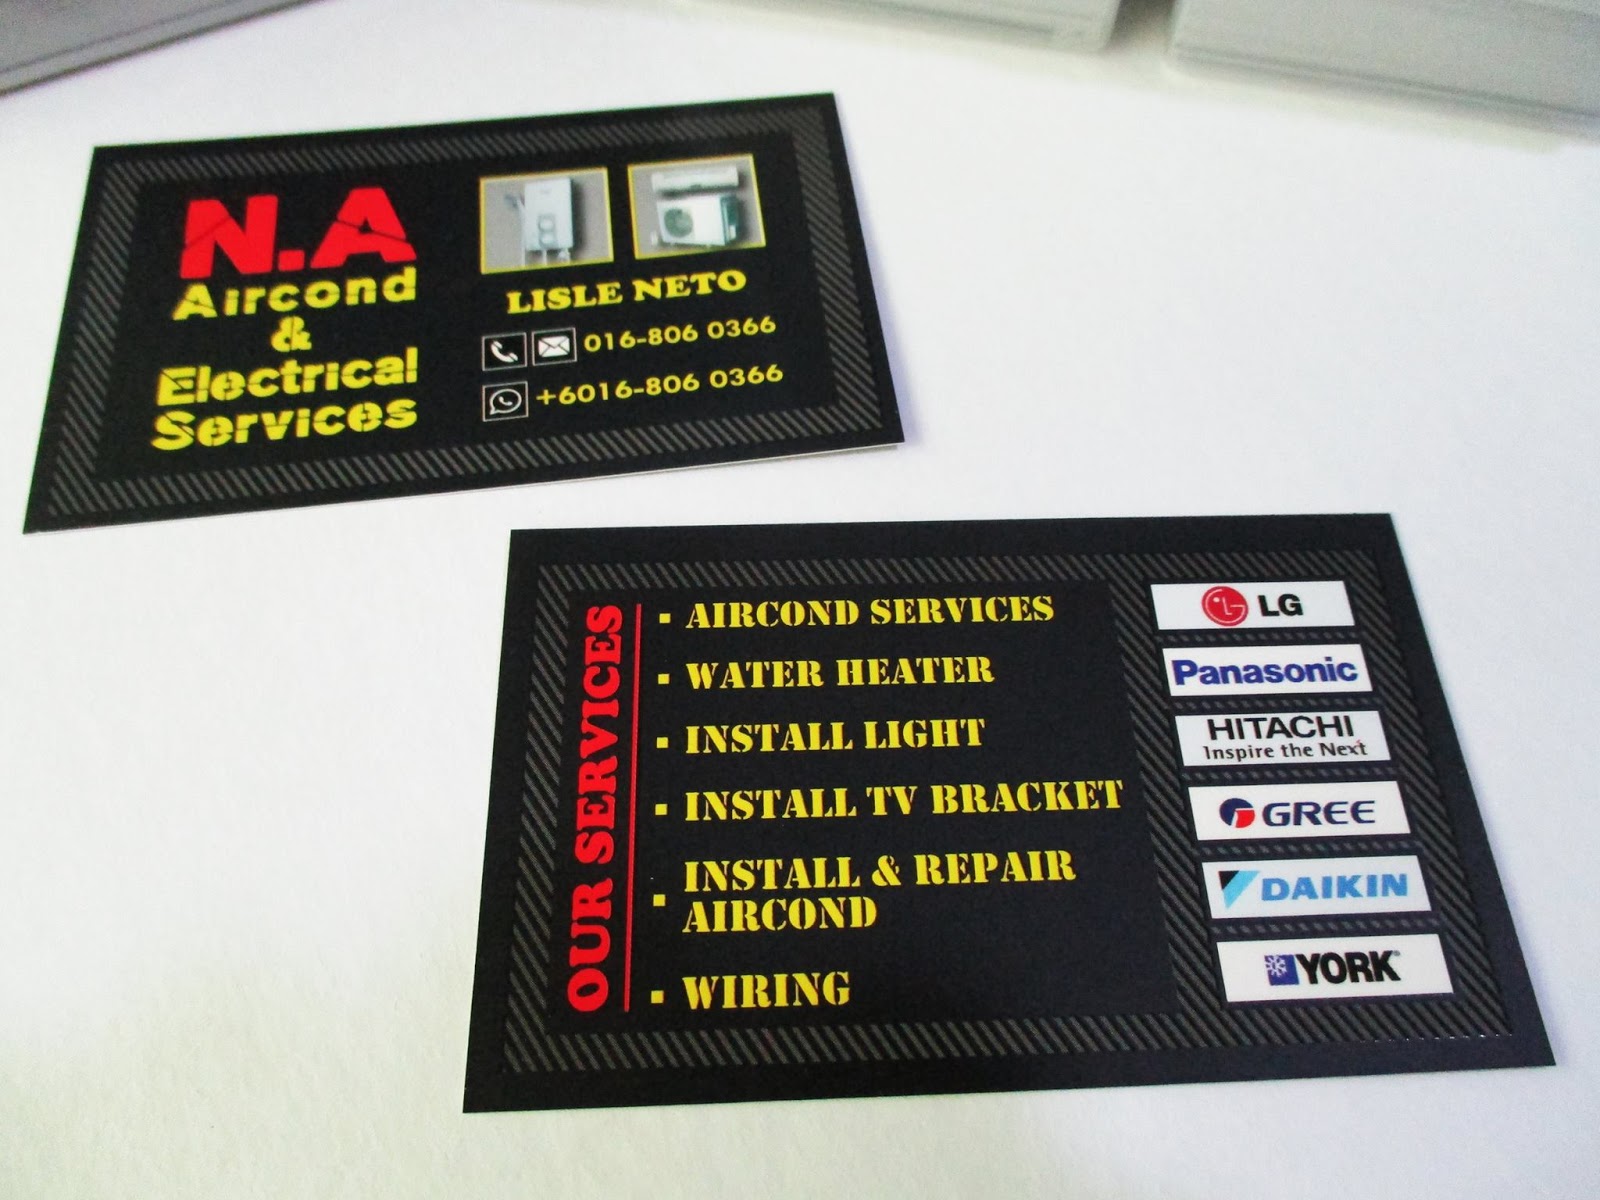 N.A
Aircond
&
Electrical
Services
LISLE NETO
016-806 0366
+6016-806 0366
OUR SERVICES
▪ AIRCOND SERVICES
▪ WATER HEATER
▪ INSTALL LIGHT
▪ INSTALL TV BRACKET
▪ INSTALL & REPAIR
AIRCOND
▪ WIRING
LG
Panasonic
HITACHI
Inspire the Next
GREE
DAIKIN
YORK